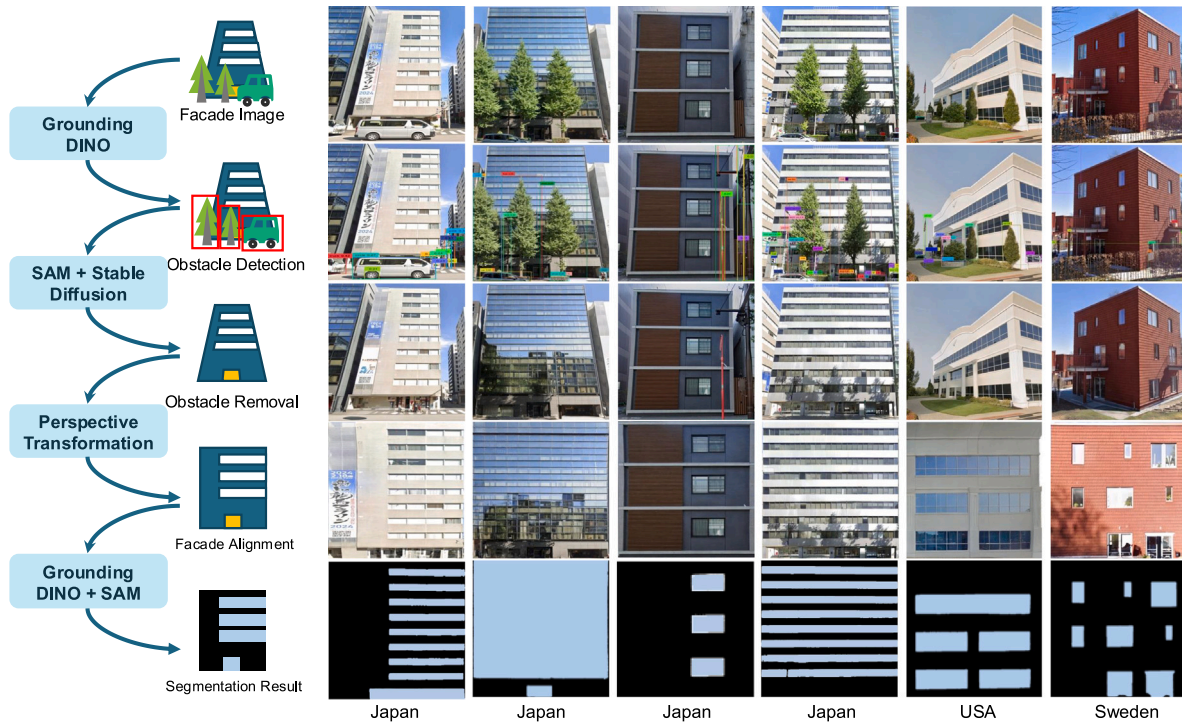 Facade Image
Grounding
DINO
Obstacle Detection
SAM + Stable
Diffusion
Obstacle Removal
Perspective
Transformation
Facade Alignment
Grounding
DINO + SAM
Segmentation Result
Japan
Japan
Japan
Japan
USA
Sweden